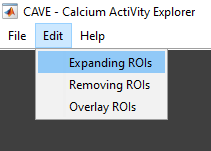 CAVE - Calcium ActiVity Explorer
File Edit Help
Expanding ROIs
Removing ROIs
Overlay ROIs